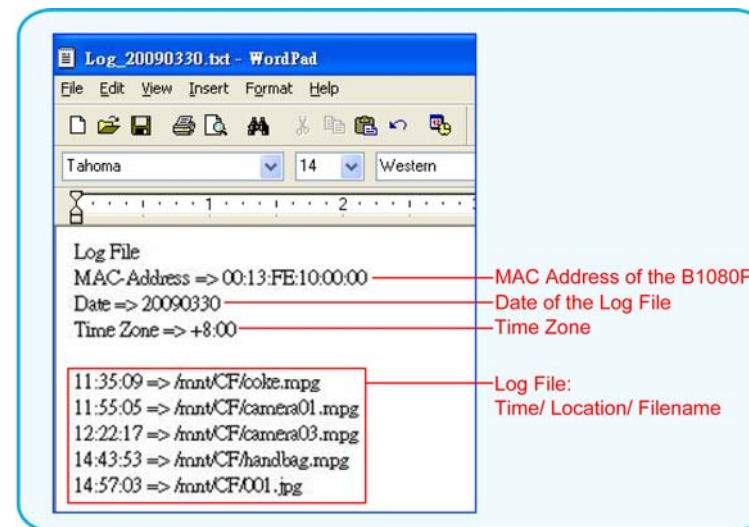 Log_20090330.txt - WordPad
File Edit View Insert Format Help
Tahoma 14 Western
1 2
Log File
MAC-Address => 00:13:FE:10:00:00
MAC Address of the B1080P
Date => 20090330
Date of the Log File
Time Zone => +8:00
Time Zone
11:35:09 => /mnt/CF/coke.mpg
11:55:05 => /mnt/CF/camera01.mpg
12:22:17 => /mnt/CF/camera03.mpg
14:43:53 => /mnt/CF/handbag.mpg
14:57:03 => /mnt/CF/001.jpg
Log File:
Time/ Location/ Filename